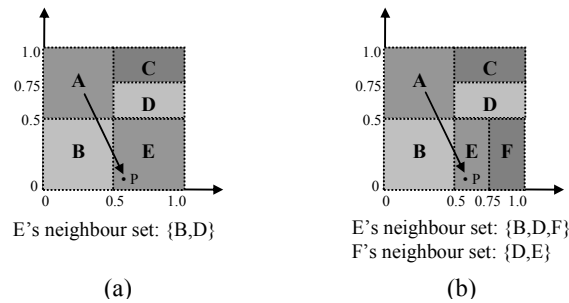 1.0
C
A
0.75
D
0.5
B
E
P
0
0
0.5
1.0
E's neighbour set: {B,D}
(a)
1.0
C
A
0.75
D
0.5
B
E
F
P
0
0
0.5
0.75
1.0
E's neighbour set: {B,D,F}
F's neighbour set: {D,E}
(b)